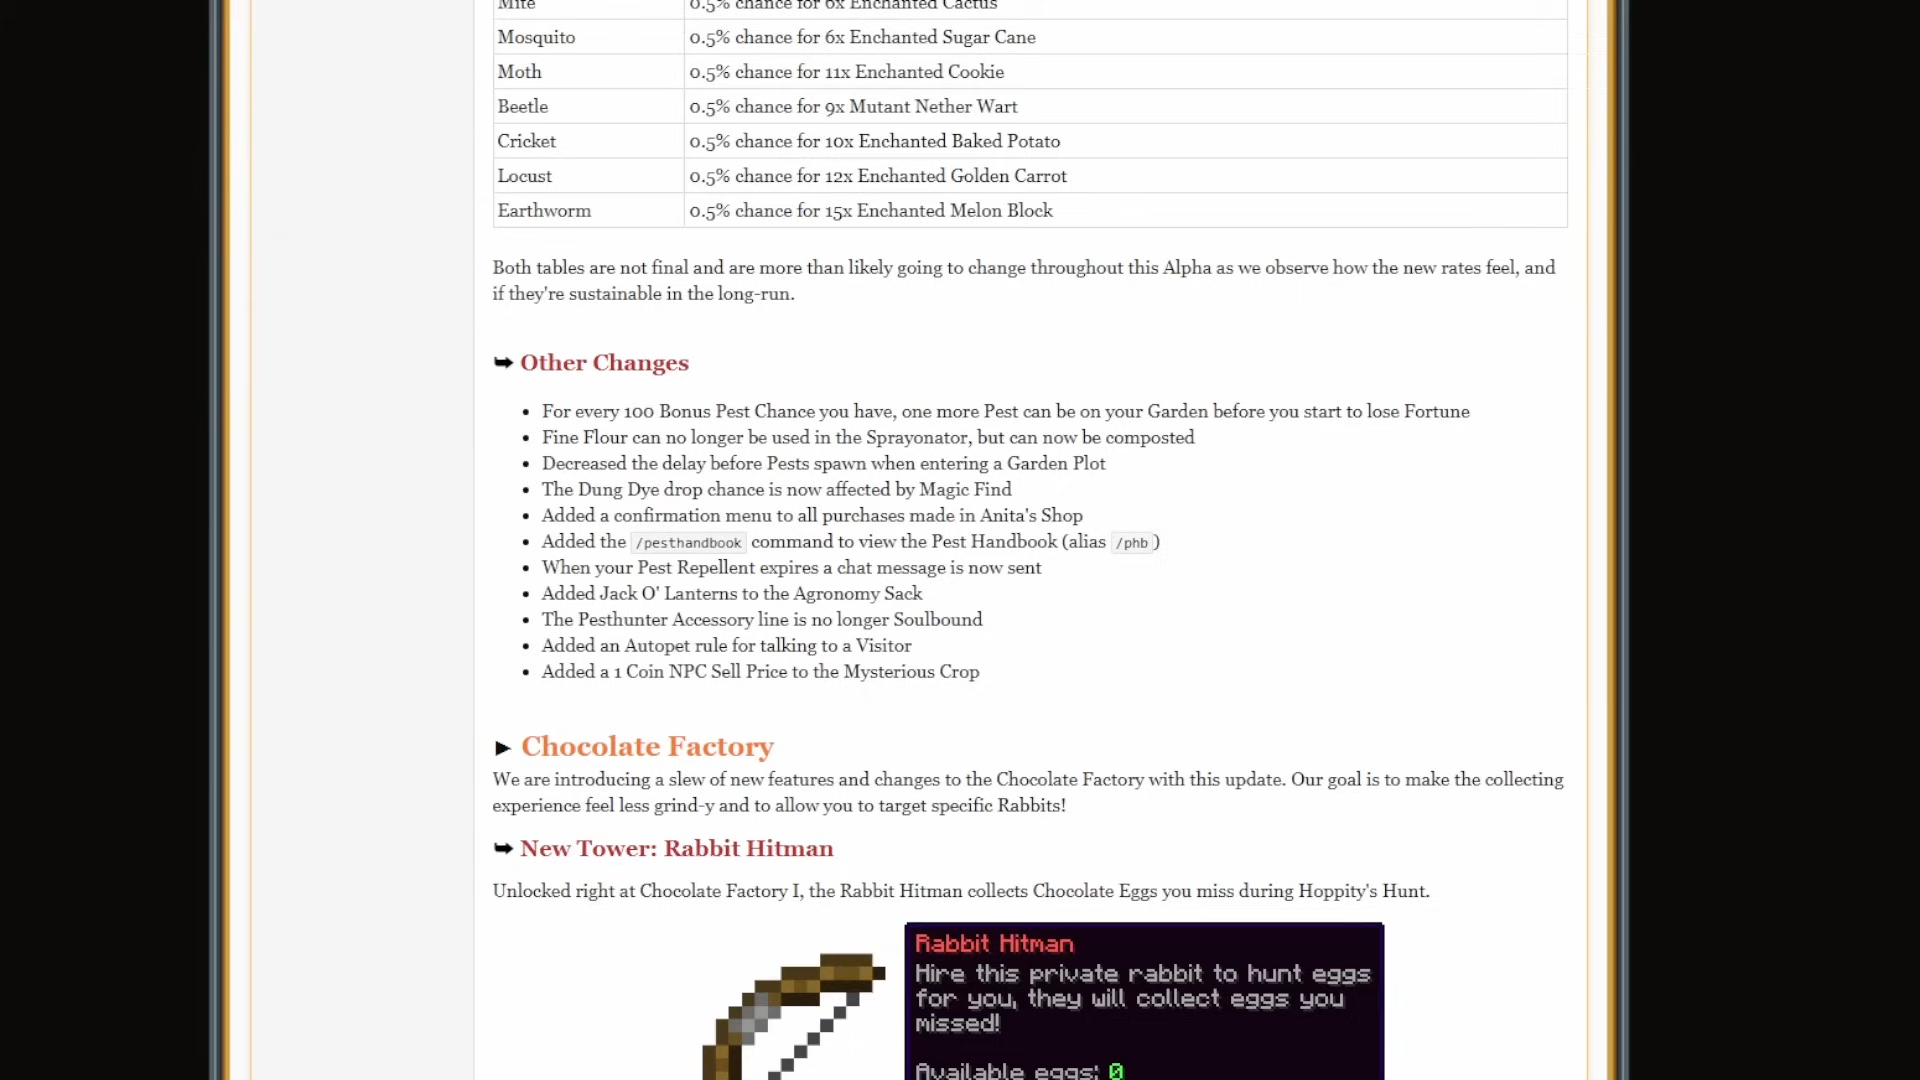 Mite 0.5% chance for 6x Enchanted Cactus
Mosquito 0.5% chance for 6x Enchanted Sugar Cane
Moth 0.5% chance for 11x Enchanted Cookie
Beetle 0.5% chance for 9x Mutant Nether Wart
Cricket 0.5% chance for 10x Enchanted Baked Potato
Locust 0.5% chance for 12x Enchanted Golden Carrot
Earthworm 0.5% chance for 15x Enchanted Melon Block
Both tables are not final and are more than likely going to change throughout this Alpha as we observe how the new rates feel, and
if they're sustainable in the long-run.
➥ Other Changes
• For every 100 Bonus Pest Chance you have, one more Pest can be on your Garden before you start to lose Fortune
• Fine Flour can no longer be used in the Sprayonator, but can now be composted
• Decreased the delay before Pests spawn when entering a Garden Plot
• The Dung Dye drop chance is now affected by Magic Find
• Added a confirmation menu to all purchases made in Anita's Shop
• Added the /pesthandbook command to view the Pest Handbook (alias /phb)
• When your Pest Repellent expires a chat message is now sent
• Added Jack O' Lanterns to the Agronomy Sack
• The Pesthunter Accessory line is no longer Soulbound
• Added an Autopet rule for talking to a Visitor
• Added a 1 Coin NPC Sell Price to the Mysterious Crop
► Chocolate Factory
We are introducing a slew of new features and changes to the Chocolate Factory with this update. Our goal is to make the collecting
experience feel less grind-y and to allow you to target specific Rabbits!
➥ New Tower: Rabbit Hitman
Unlocked right at Chocolate Factory I, the Rabbit Hitman collects Chocolate Eggs you miss during Hoppity's Hunt.
Rabbit Hitman
Hire this private rabbit to hunt eggs
for you, they will collect eggs you
missed!
Available eggs: 0